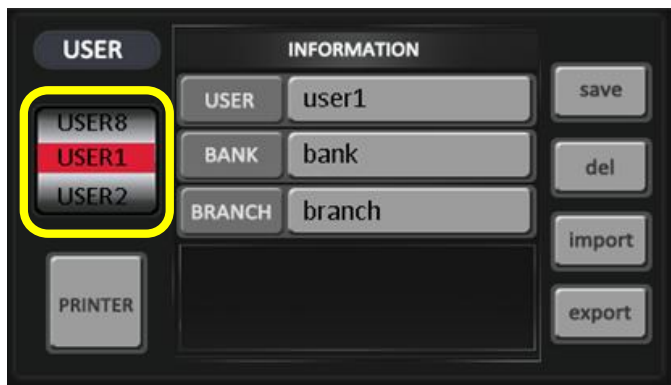 USER
USER8
USER1
USER2
PRINTER
INFORMATION
USER user1
BANK bank
BRANCH branch
save
del
import
export